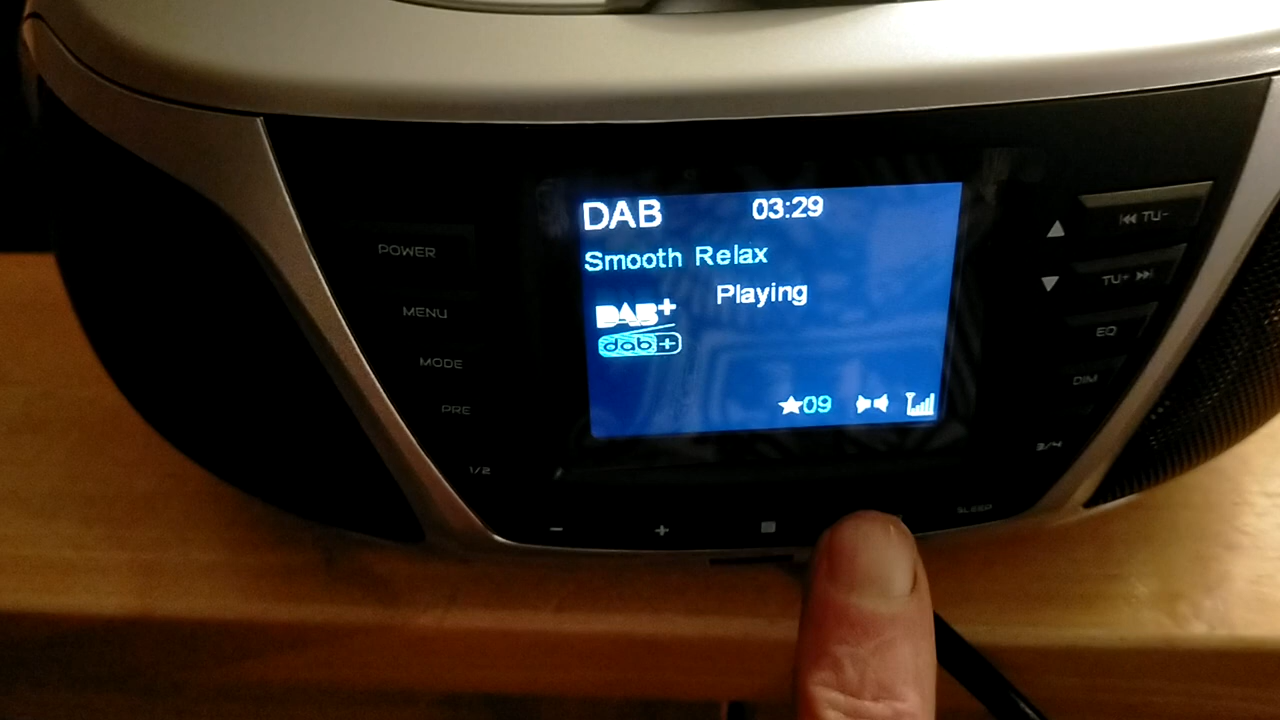 DAB 03:29
Smooth Relax
Playing
DAB+
dab+
09
POWER
MENU
MODE
PRE
1/2
- +
TU-
TU+
EQ
DIM
3/4
SLEEP